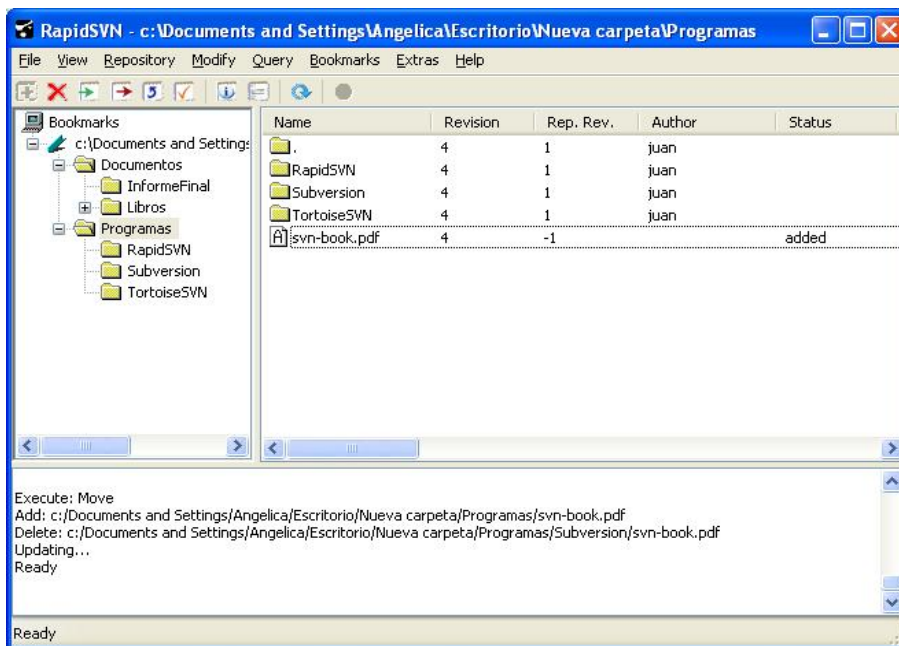 RapidSVN - c:\Documents and Settings\Angelica\Escritorio\Nueva carpeta\Programas
File View Repository Modify Query Bookmarks Extras Help
Bookmarks
c:\Documents and Settings
Documentos
InformeFinal
Libros
Programas
RapidSVN
Subversion
TortoiseSVN
Name Revision Rep. Rev. Author Status
. 4 1 juan
RapidSVN 4 1 juan
Subversion 4 1 juan
TortoiseSVN 4 1 juan
svn-book.pdf 4 -1 added
Execute: Move
Add: c:/Documents and Settings/Angelica/Escritorio/Nueva carpeta/Programas/svn-book.pdf
Delete: c:/Documents and Settings/Angelica/Escritorio/Nueva carpeta/Programas/Subversion/svn-book.pdf
Updating...
Ready
Ready